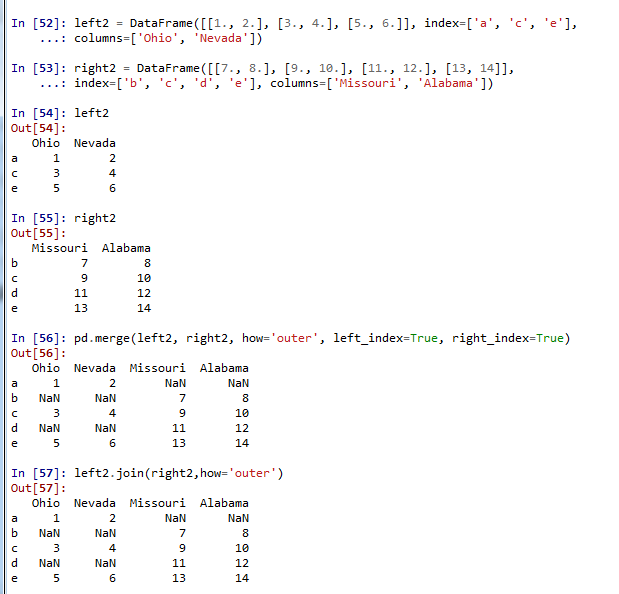 In [52]: left2 = DataFrame([[1., 2.], [3., 4.], [5., 6.]], index=['a', 'c', 'e'],
   ...: columns=['Ohio', 'Nevada'])
In [53]: right2 = DataFrame([[7., 8.], [9., 10.], [11., 12.], [13, 14]],
   ...: index=['b', 'c', 'd', 'e'], columns=['Missouri', 'Alabama'])
In [54]: left2
Out[54]:
   Ohio  Nevada
a     1       2
c     3       4
e     5       6
In [55]: right2
Out[55]:
   Missouri  Alabama
b         7        8
c         9       10
d        11       12
e        13       14
In [56]: pd.merge(left2, right2, how='outer', left_index=True, right_index=True)
Out[56]:
   Ohio  Nevada  Missouri  Alabama
a     1       2       NaN      NaN
b   NaN     NaN         7        8
c     3       4         9       10
d   NaN     NaN        11       12
e     5       6        13       14
In [57]: left2.join(right2,how='outer')
Out[57]:
   Ohio  Nevada  Missouri  Alabama
a     1       2       NaN      NaN
b   NaN     NaN         7        8
c     3       4         9       10
d   NaN     NaN        11       12
e     5       6        13       14